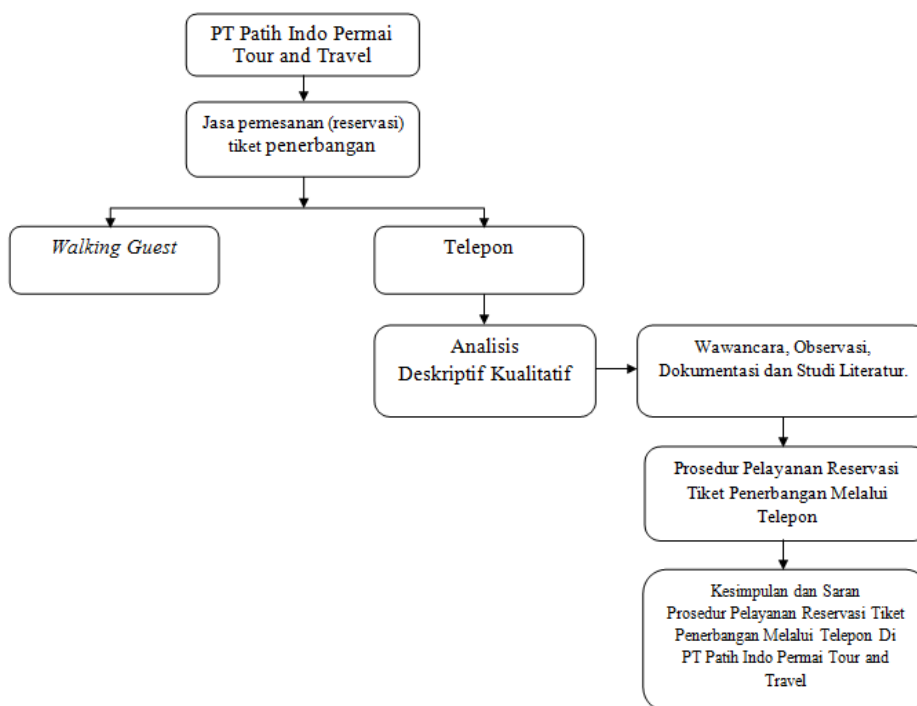 PT Patih Indo Permai
Tour and Travel
Jasa pemesanan (reservasi)
tiket penerbangan
Walking Guest
Telepon
Analisis
Deskriptif Kualitatif
Wawancara, Observasi,
Dokumentasi dan Studi Literatur.
Prosedur Pelayanan Reservasi
Tiket Penerbangan Melalui
Telepon
Kesimpulan dan Saran
Prosedur Pelayanan Reservasi Tiket
Penerbangan Melalui Telepon Di
PT Patih Indo Permai Tour and
Travel